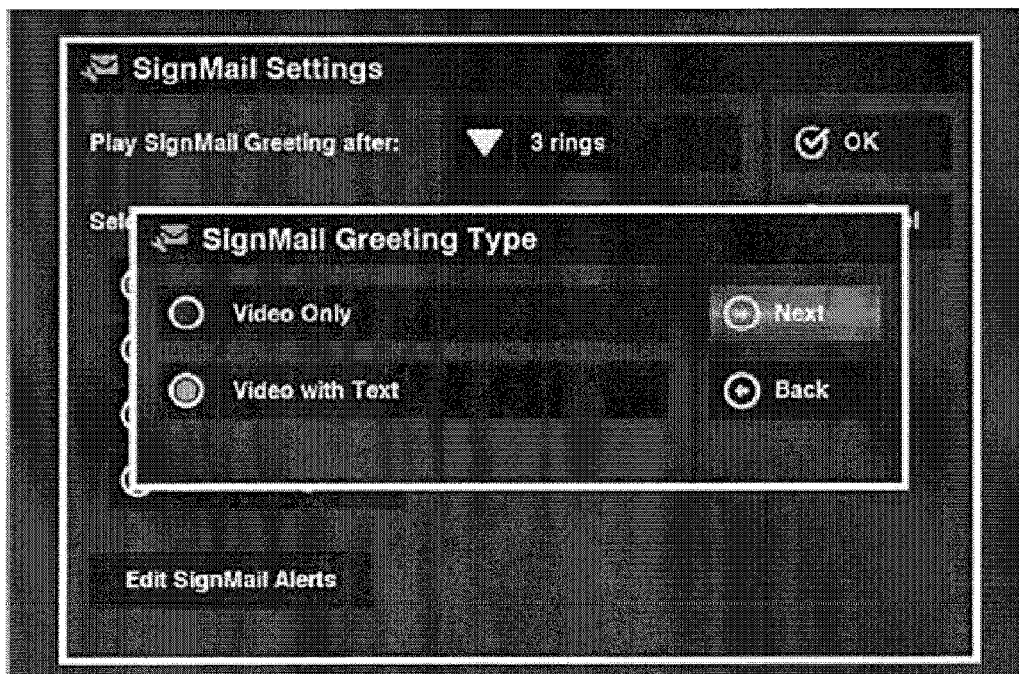 SignMail Settings
Play SignMail Greeting after: 3 rings OK
SignMail Greeting Type
Video Only Next
Video with Text Back
Edit SignMail Alerts